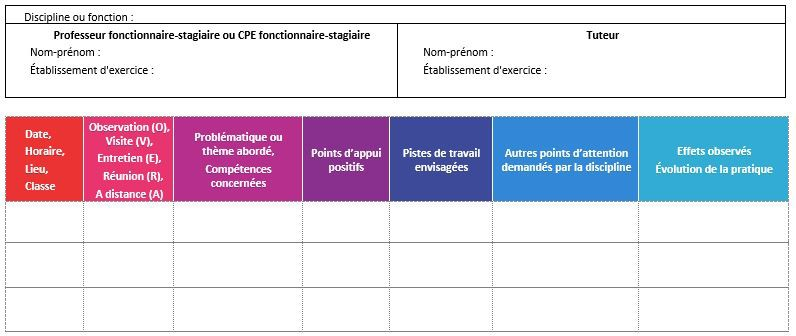 Discipline ou fonction :
Professeur fonctionnaire-stagiaire ou CPE fonctionnaire-stagiaire
Nom-prénom :
Établissement d'exercice :
Tuteur
Nom-prénom :
Établissement d'exercice :
Date,
Horaire,
Lieu,
Classe
Observation (O),
Visite (V),
Entretien (E),
Réunion (R),
A distance (A)
Problématique ou
thème abordé,
Compétences
concernées
Points d'appui
positifs
Pistes de travail
envisagées
Autres points d'attention
demandés par la discipline
Effets observés
Évolution de la pratique